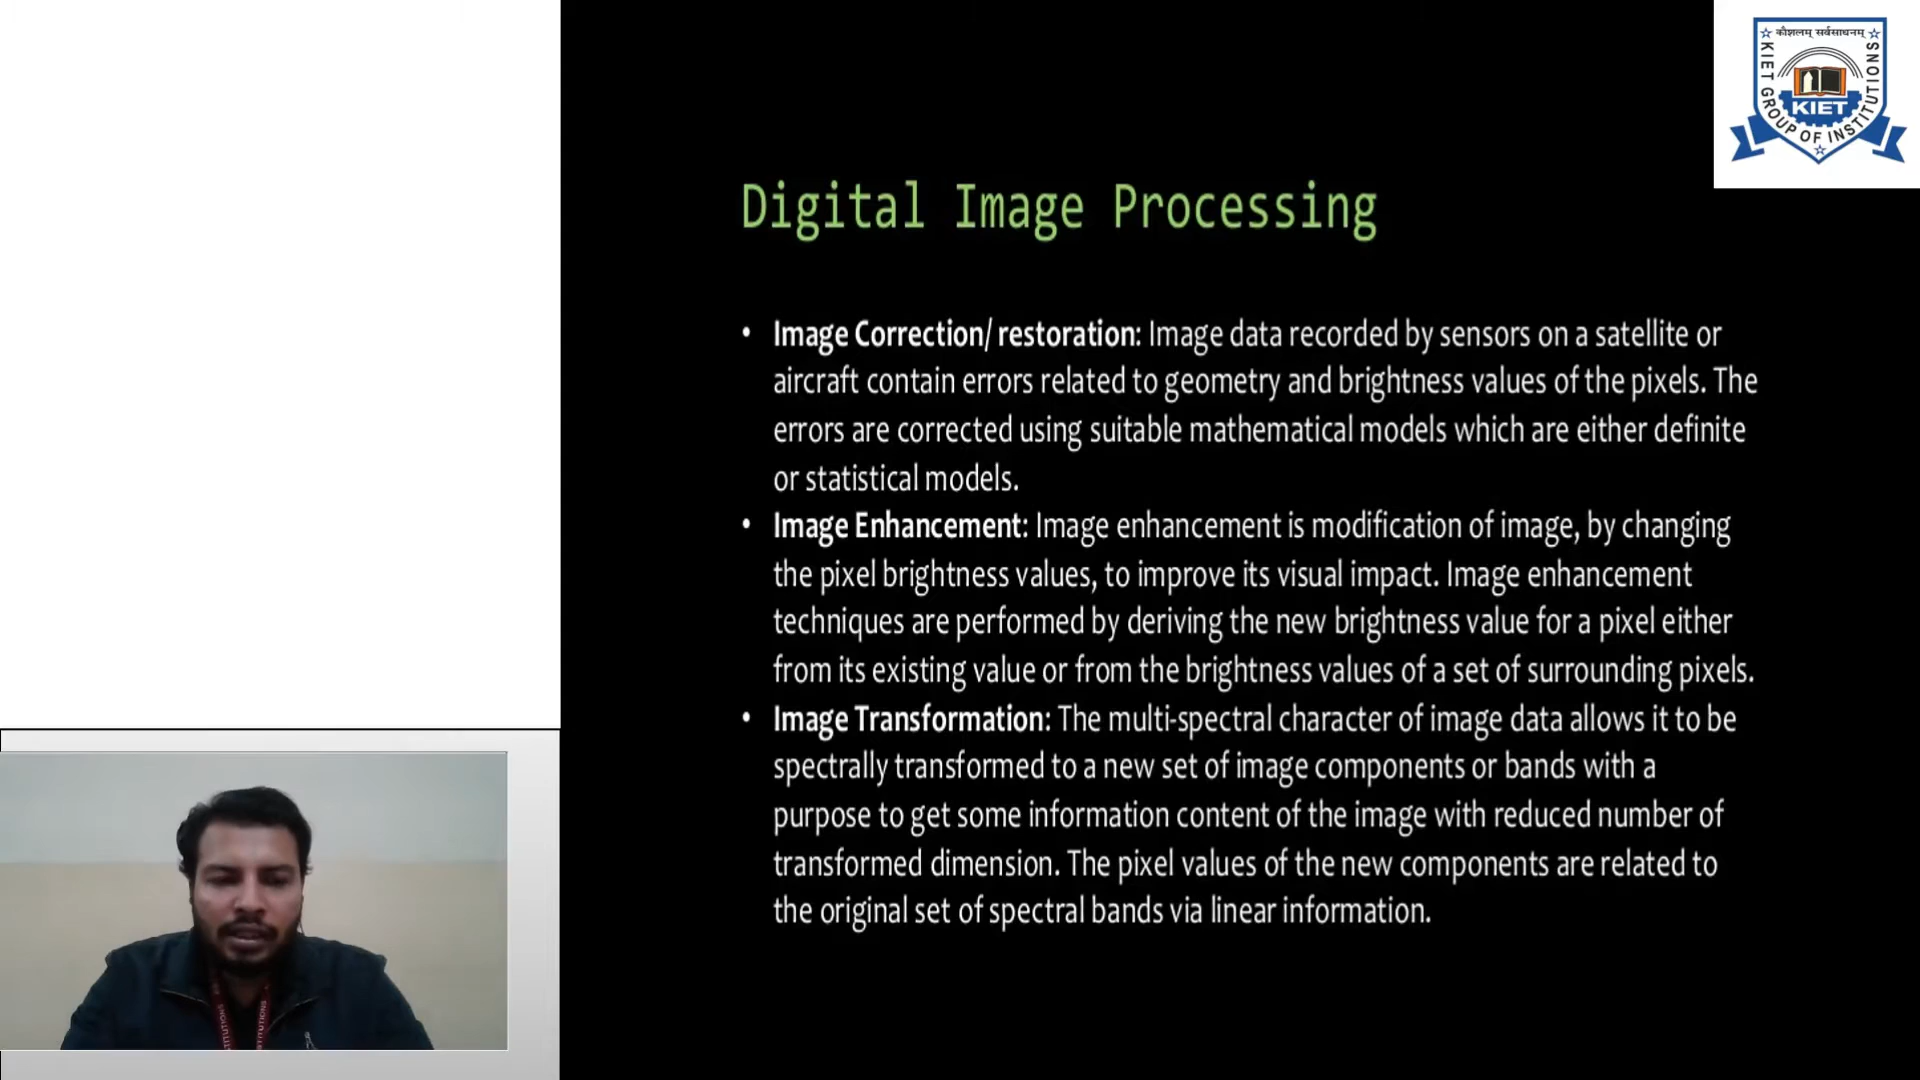 कौशलम् सर्वसाधनम्
KIET GROUP OF INSTITUTIONS
KIET
Digital Image Processing
• Image Correction/ restoration: Image data recorded by sensors on a satellite or
aircraft contain errors related to geometry and brightness values of the pixels. The
errors are corrected using suitable mathematical models which are either definite
or statistical models.
• Image Enhancement: Image enhancement is modification of image, by changing
the pixel brightness values, to improve its visual impact. Image enhancement
techniques are performed by deriving the new brightness value for a pixel either
from its existing value or from the brightness values of a set of surrounding pixels.
• Image Transformation: The multi-spectral character of image data allows it to be
spectrally transformed to a new set of image components or bands with a
purpose to get some information content of the image with reduced number of
transformed dimension. The pixel values of the new components are related to
the original set of spectral bands via linear information.